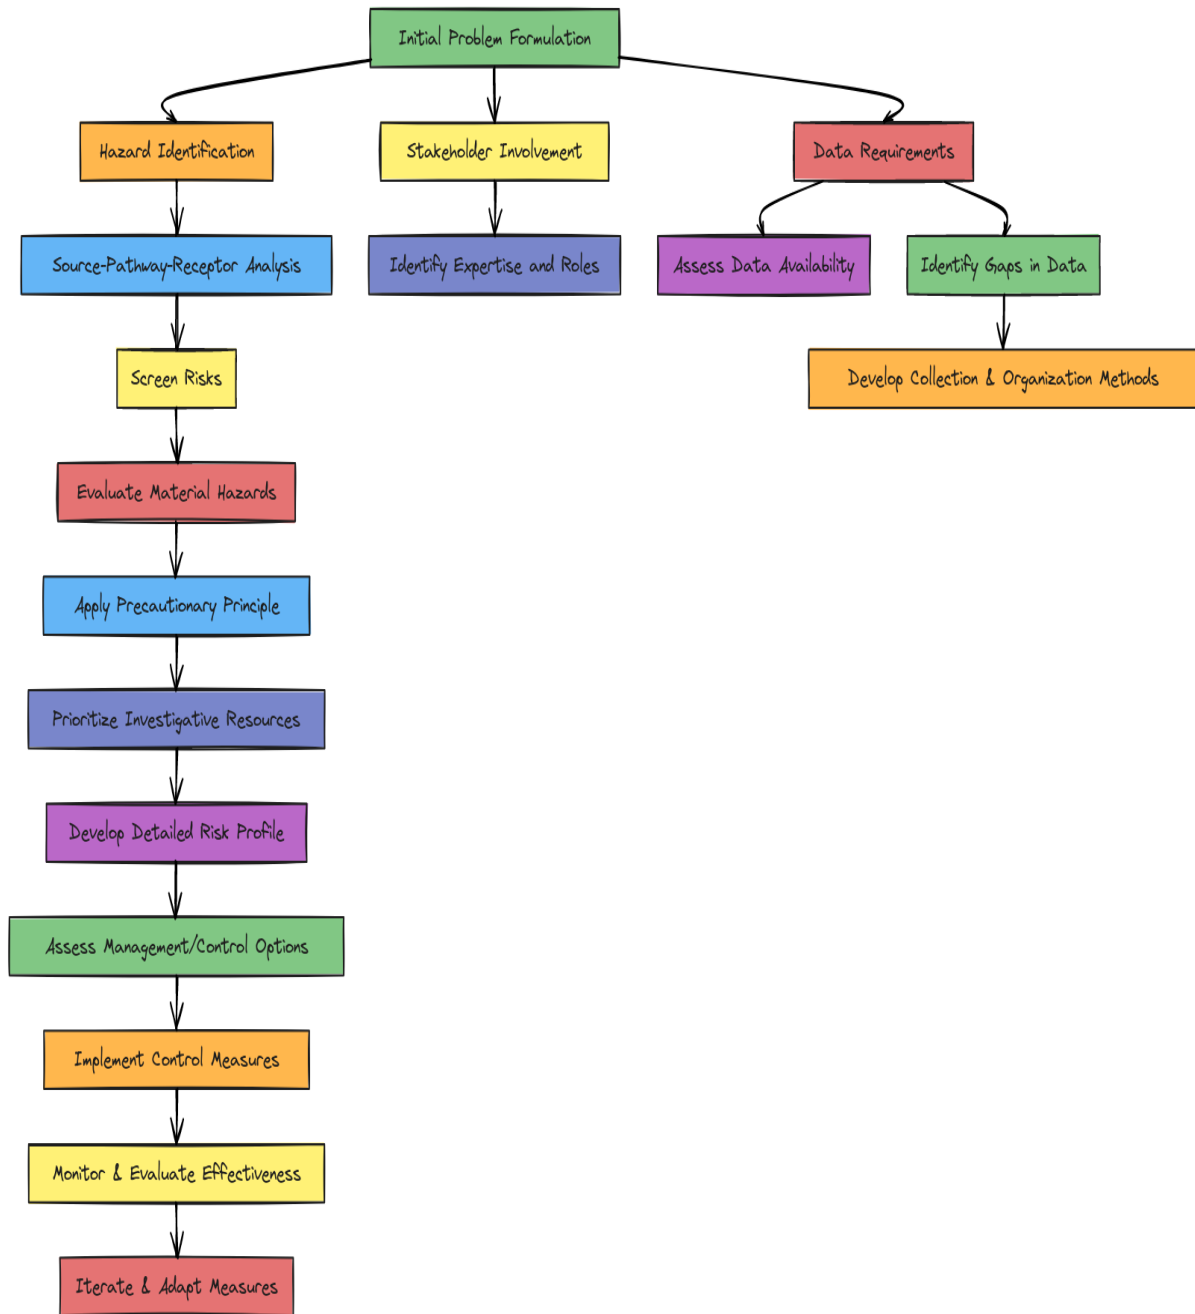 Initial Problem Formulation
Hazard Identification
Stakeholder Involvement
Data Requirements
Source-Pathway-Receptor Analysis
Identify Expertise and Roles
Assess Data Availability
Identify Gaps in Data
Screen Risks
Develop Collection & Organization Methods
Evaluate Material Hazards
Apply Precautionary Principle
Prioritize Investigative Resources
Develop Detailed Risk Profile
Assess Management/Control Options
Implement Control Measures
Monitor & Evaluate Effectiveness
Iterate & Adapt Measures